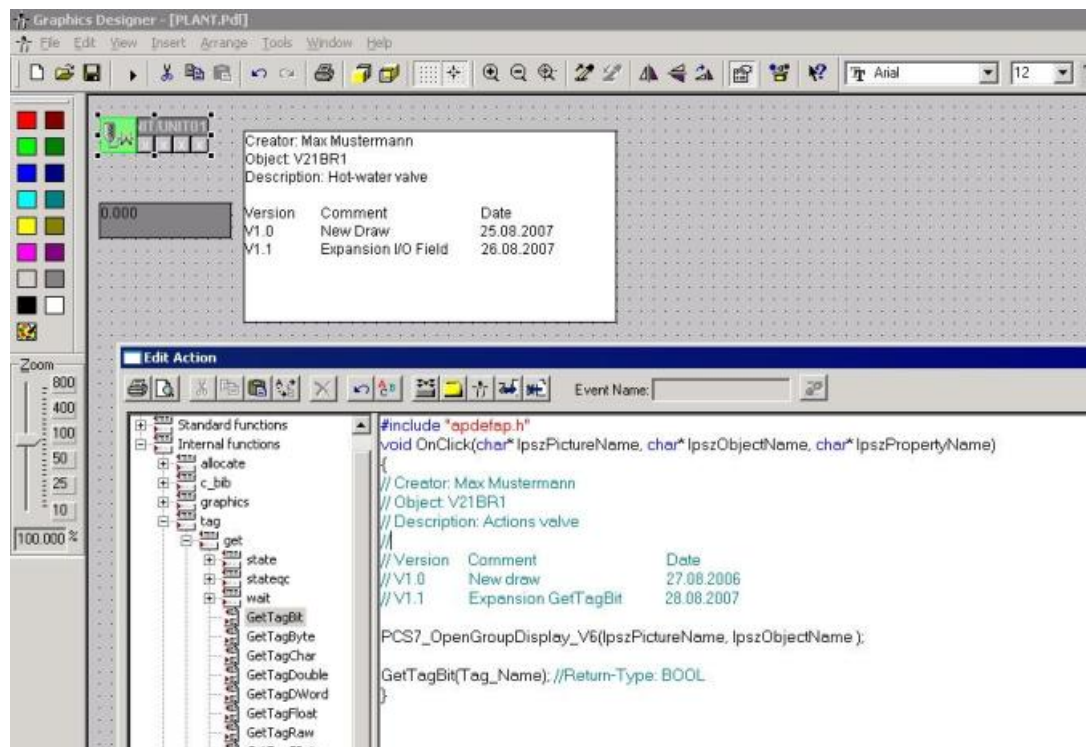 Graphics Designer - [PLANT.Pdl]
File Edit View Insert Arrange Tools Window Help
Arial 12
UNIT01
0.000
Creator: Max Mustermann
Object: V21BR1
Description: Hot-water valve
Version Comment Date
V1.0 New Draw 25.08.2007
V1.1 Expansion I/O Field 26.08.2007
Zoom
800
400
100
50
25
10
100.000 %
Edit Action
Event Name:
Standard functions
Internal functions
allocate
c_bib
graphics
tag
get
state
stateqc
wait
GetTagBit
GetTagByte
GetTagChar
GetTagDouble
GetTagDWord
GetTagFloat
GetTagRaw
#include "apdefap.h"
void OnClick(char* lpszPictureName, char* lpszObjectName, char* lpszPropertyName)
{
// Creator: Max Mustermann
// Object: V21BR1
// Description: Actions valve
//
// Version Comment Date
// V1.0 New draw 27.08.2006
// V1.1 Expansion GetTagBit 28.08.2007
PCS7_OpenGroupDisplay_V6(lpszPictureName, lpszObjectName );
GetTagBit(Tag_Name); //Return-Type: BOOL
}